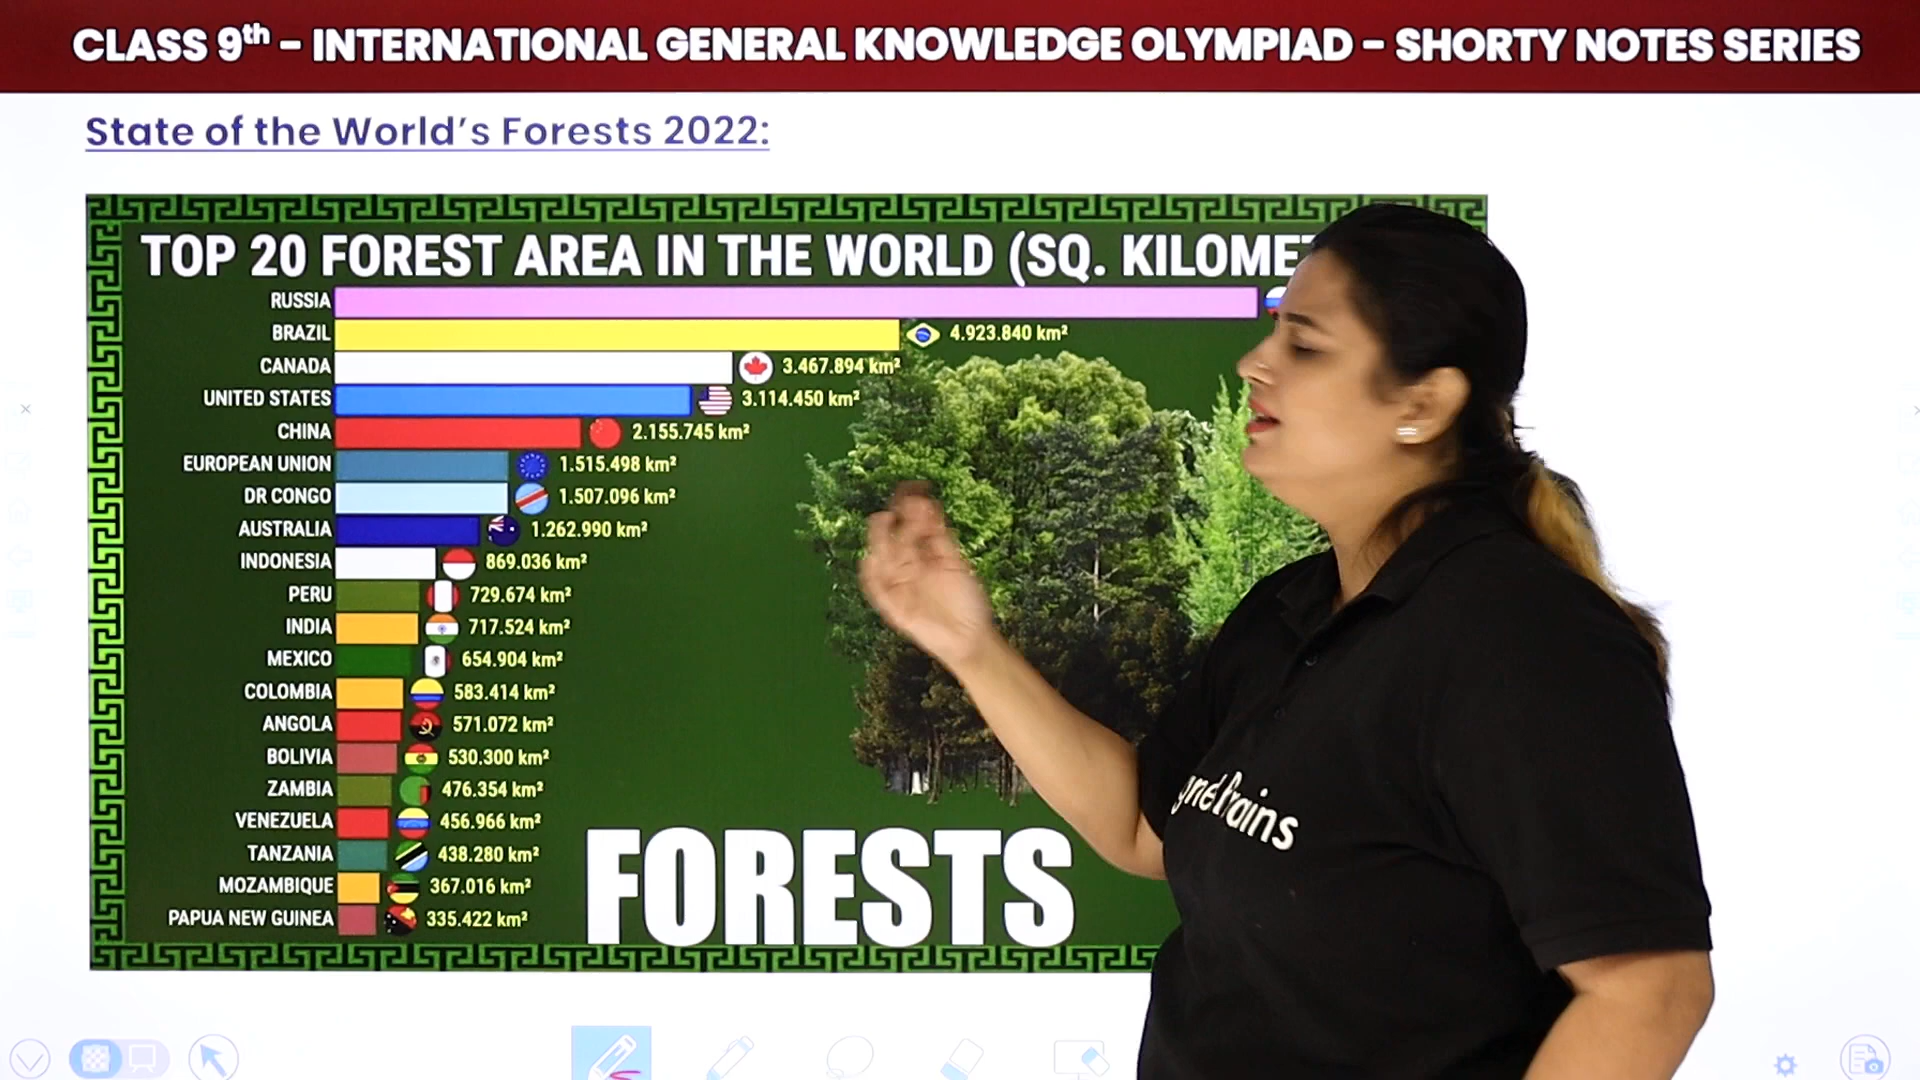 CLASS 9th – INTERNATIONAL GENERAL KNOWLEDGE OLYMPIAD – SHORTY NOTES SERIES
State of the World's Forests 2022:
TOP 20 FOREST AREA IN THE WORLD (SQ.
RUSSIA
BRAZIL 4.923.840 km²
CANADA 3.467.894 km²
UNITED STATES 3.114.450 km²
CHINA 2.155.745 km²
EUROPEAN UNION 1.515.498 km²
DR CONGO 1.507.096 km²
AUSTRALIA 1.262.990 km²
INDONESIA 869.036 km²
PERU 729.674 km²
INDIA 717.524 km²
MEXICO 654.904 km²
COLOMBIA 583.414 km²
ANGOLA 571.072 km²
BOLIVIA 530.300 km²
ZAMBIA 476.354 km²
VENEZUELA 456.966 km²
TANZANIA 438.280 km²
MOZAMBIQUE 367.016 km²
PAPUA NEW GUINEA 335.422 km²
FORESTS